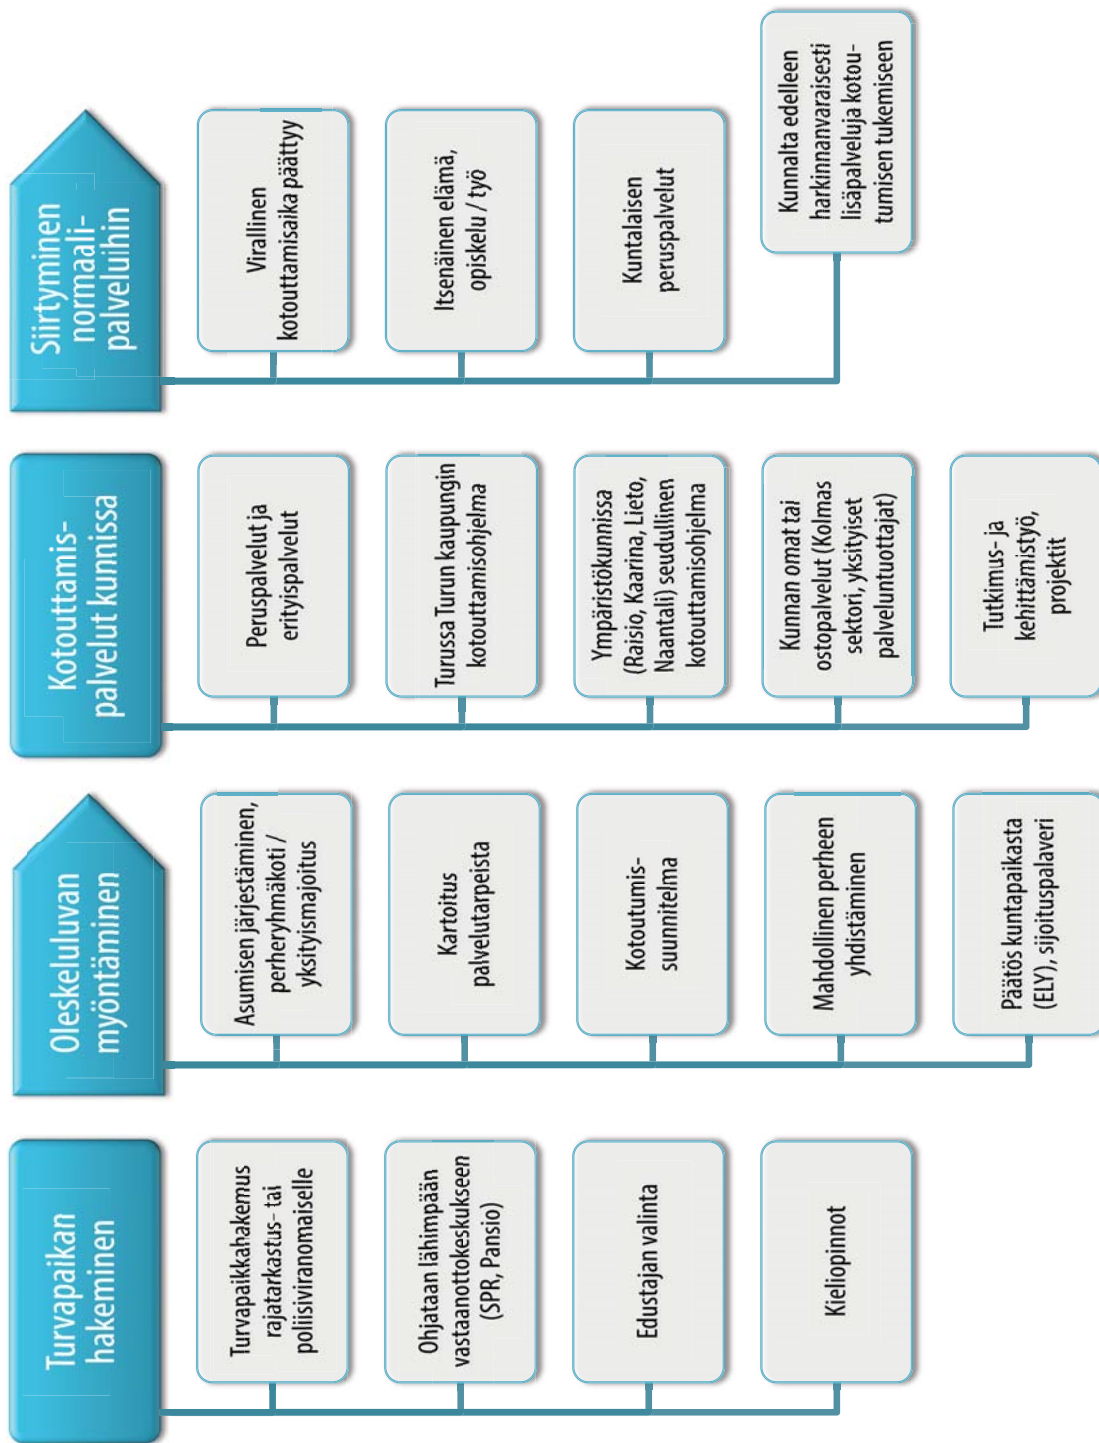 Turvapaikan
hakeminen
Turvapaikkahakemus
rajatarkastus- tai
poliisiviranomaiselle
Ohjataan lähimpään
vastaanottokeskukseen
(SPR, Pansio)
Edustajan valinta
Kieliopinnot
Oleskeluluvan
myöntäminen
Asumisen järjestäminen,
perheryhmäkoti /
yksityismajoitus
Kartoitus
palvelutarpeista
Kotoutumis-
suunnitelma
Mahdollinen perheen
yhdistäminen
Päätös kuntapaikasta
(ELY), sijoituspalaveri
Kotouttamis-
palvelut kunnissa
Peruspalvelut ja
erityispalvelut
Turussa Turun kaupungin
kotouttamisohjelma
Ympäristökunnissa
(Raisio, Kaarina, Lieto,
Naantali) seudullinen
kotouttamisohjelma
Kunnan omat tai
ostopalvelut (Kolmas
sektori, yksityiset
palveluntuottajat)
Tutkimus- ja
kehittämistyö,
projektit
Siirtyminen
normaali-
palveluihin
Virallinen
kotouttamisaika päättyy
Itsenäinen elämä,
opiskelu / työ
Kuntalaisen
peruspalvelut
Kunnalta edelleen
harkinnanvaraisesti
lisäpalveluja kotou-
tumisen tukemiseen